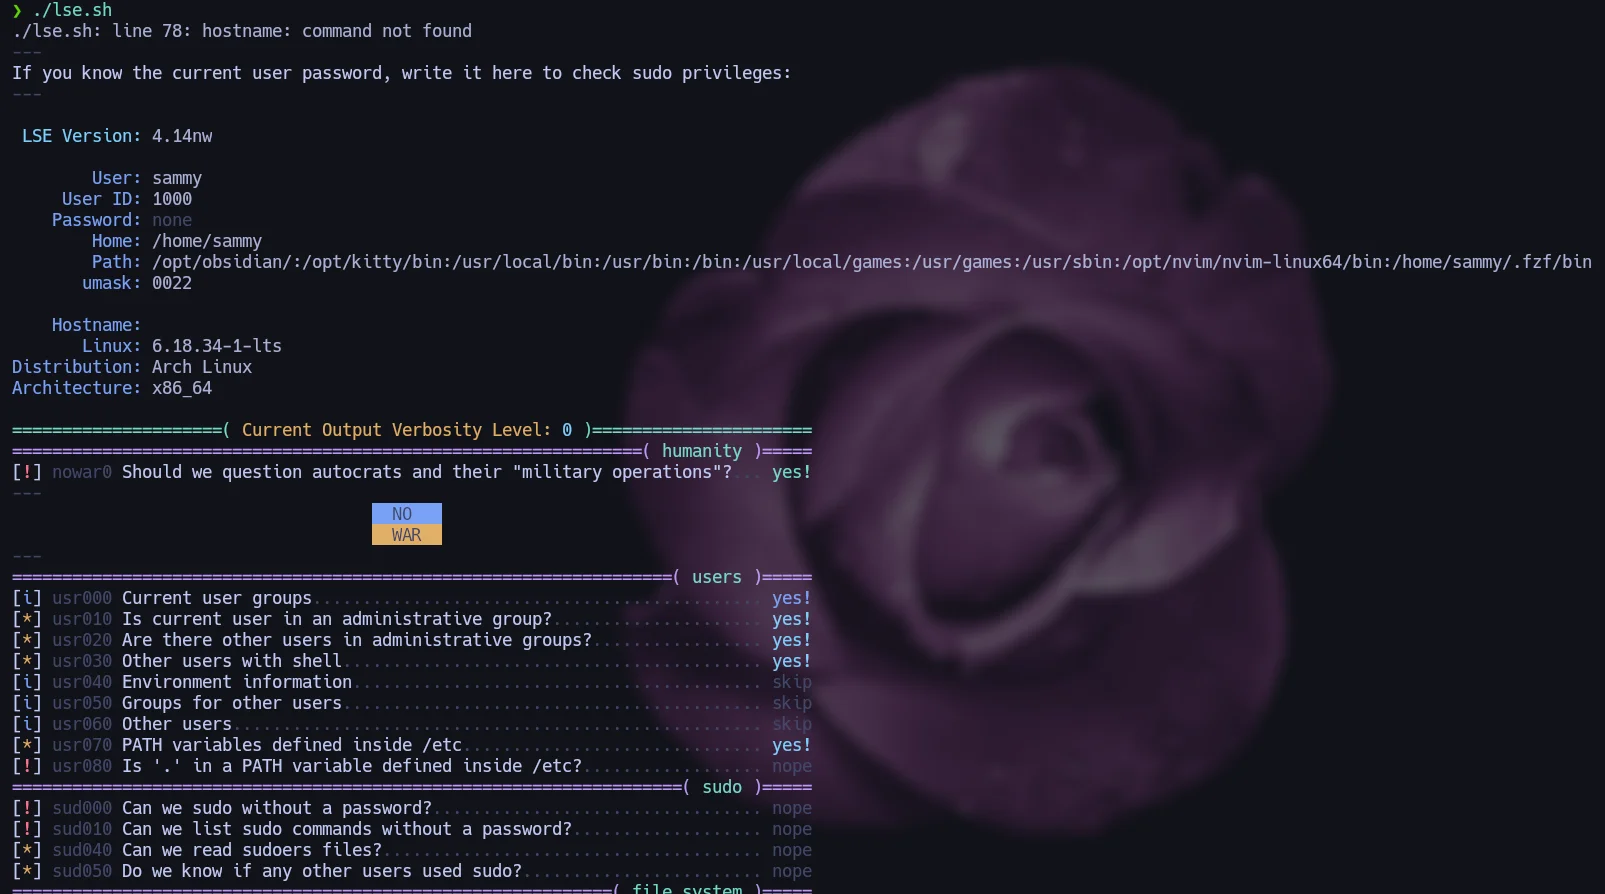 ❯ ./lse.sh
./lse.sh: line 78: hostname: command not found
---
If you know the current user password, write it here to check sudo privileges:
---
LSE Version: 4.14nw
User: sammy
User ID: 1000
Password: none
Home: /home/sammy
Path: /opt/obsidian/:/opt/kitty/bin:/usr/local/bin:/usr/bin:/bin:/usr/local/games:/usr/games:/usr/sbin:/opt/nvim/nvim-linux64/bin:/home/sammy/.fzf/bin
umask: 0022
Hostname:
Linux: 6.18.34-1-lts
Distribution: Arch Linux
Architecture: x86_64
=====================( Current Output Verbosity Level: 0 )======================
===============================================================( humanity )=====
[!] nowar0 Should we question autocrats and their "military operations"?... yes!
---
NO
WAR
---
==================================================================( users )=====
[i] usr000 Current user groups............................................. yes!
[*] usr010 Is current user in an administrative group?..................... yes!
[*] usr020 Are there other users in administrative groups?................. yes!
[*] usr030 Other users with shell.......................................... yes!
[i] usr040 Environment information......................................... skip
[i] usr050 Groups for other users.......................................... skip
[i] usr060 Other users..................................................... skip
[*] usr070 PATH variables defined inside /etc.............................. yes!
[!] usr080 Is '.' in a PATH variable defined inside /etc?.................. nope
===================================================================( sudo )=====
[!] sud000 Can we sudo without a password?................................. nope
[!] sud010 Can we list sudo commands without a password?................... nope
[*] sud040 Can we read sudoers files?...................................... nope
[*] sud050 Do we know if any other users used sudo?........................ nope
============================================================( file system )=====